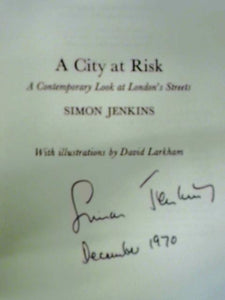 A City at Risk
A Contemporary Look at London's Streets
SIMON JENKINS
With illustrations by David Larkham
Simon Jenkins
December 1970